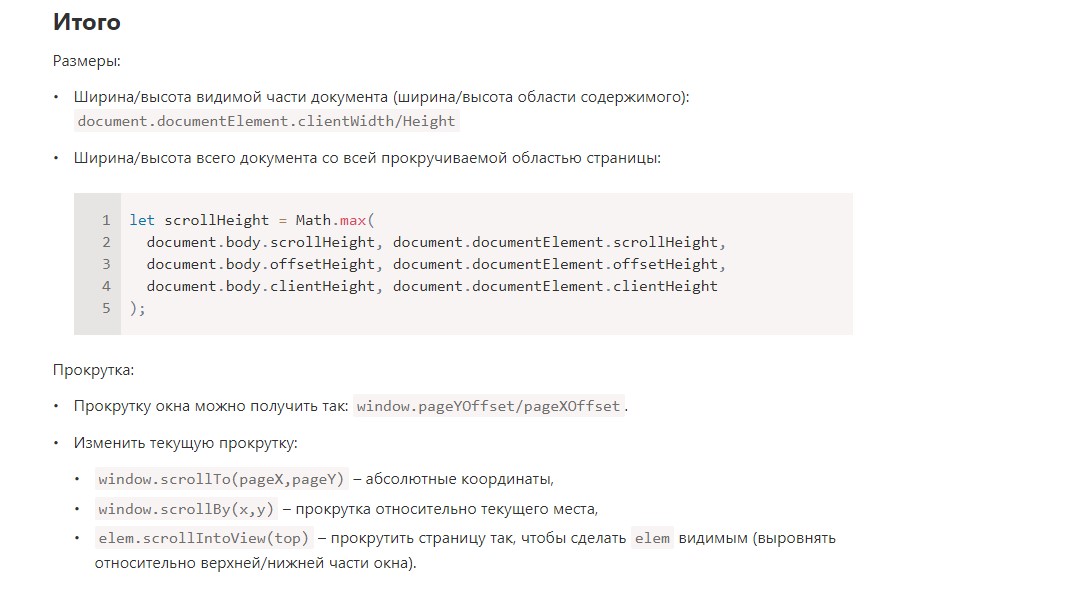 Итого
Размеры:
• Ширина/высота видимой части документа (ширина/высота области содержимого):
document.documentElement.clientWidth/Height
• Ширина/высота всего документа со всей прокручиваемой областью страницы:
1 let scrollHeight = Math.max(
2   document.body.scrollHeight, document.documentElement.scrollHeight,
3   document.body.offsetHeight, document.documentElement.offsetHeight,
4   document.body.clientHeight, document.documentElement.clientHeight
5 );
Прокрутка:
• Прокрутку окна можно получить так: window.pageYOffset/pageXOffset.
• Изменить текущую прокрутку:
• window.scrollTo(pageX,pageY) – абсолютные координаты,
• window.scrollBy(x,y) – прокрутка относительно текущего места,
• elem.scrollIntoView(top) – прокрутить страницу так, чтобы сделать elem видимым (выровнять
относительно верхней/нижней части окна).